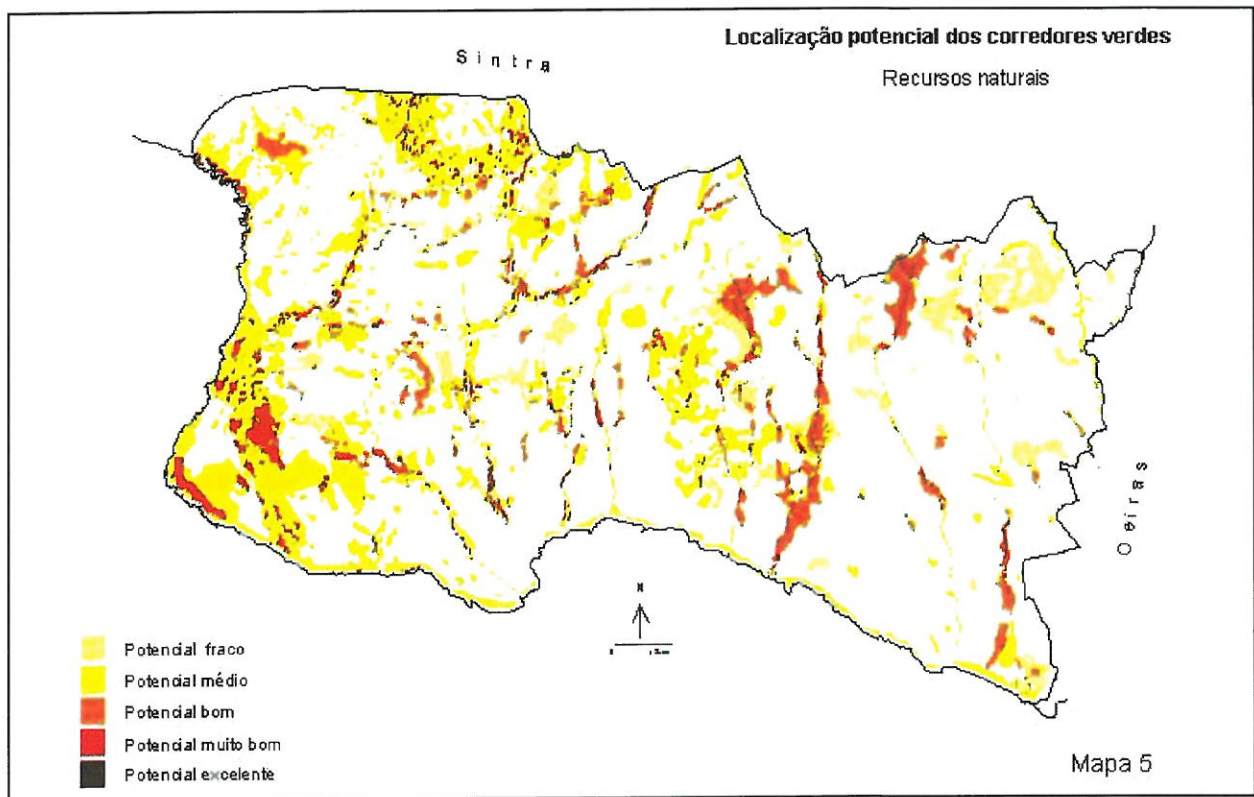 Localização potencial dos corredores verdes
Recursos naturais
Sintra
Oeiras
N
Potencial fraco
Potencial médio
Potencial bom
Potencial muito bom
Potencial excelente
Mapa 5